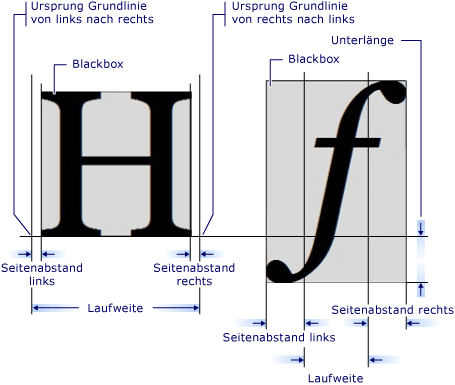 Ursprung Grundlinie
von links nach rechts
Ursprung Grundlinie
von rechts nach links
Unterlänge
Blackbox
Blackbox
H
f
Seitenabstand
links
Seitenabstand
rechts
Laufweite
Seitenabstand rechts
Seitenabstand links
Laufweite